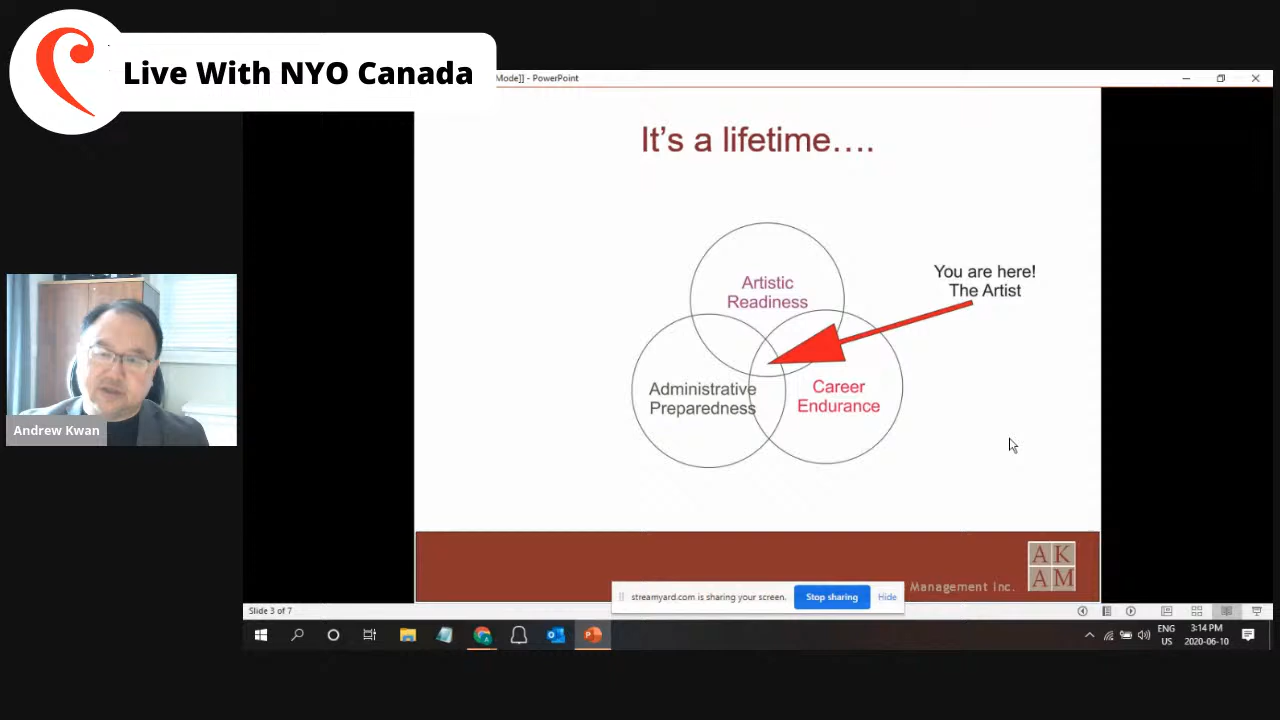 Live With NYO Canada
Mode]] - PowerPoint
It's a lifetime….
Artistic
Readiness
You are here!
The Artist
Administrative
Preparedness
Career
Endurance
Andrew Kwan
AK
AM
Management Inc.
streamyard.com is sharing your screen.
Stop sharing
Hide
Slide 3 of 7
ENG
US
3:14 PM
2020-06-10